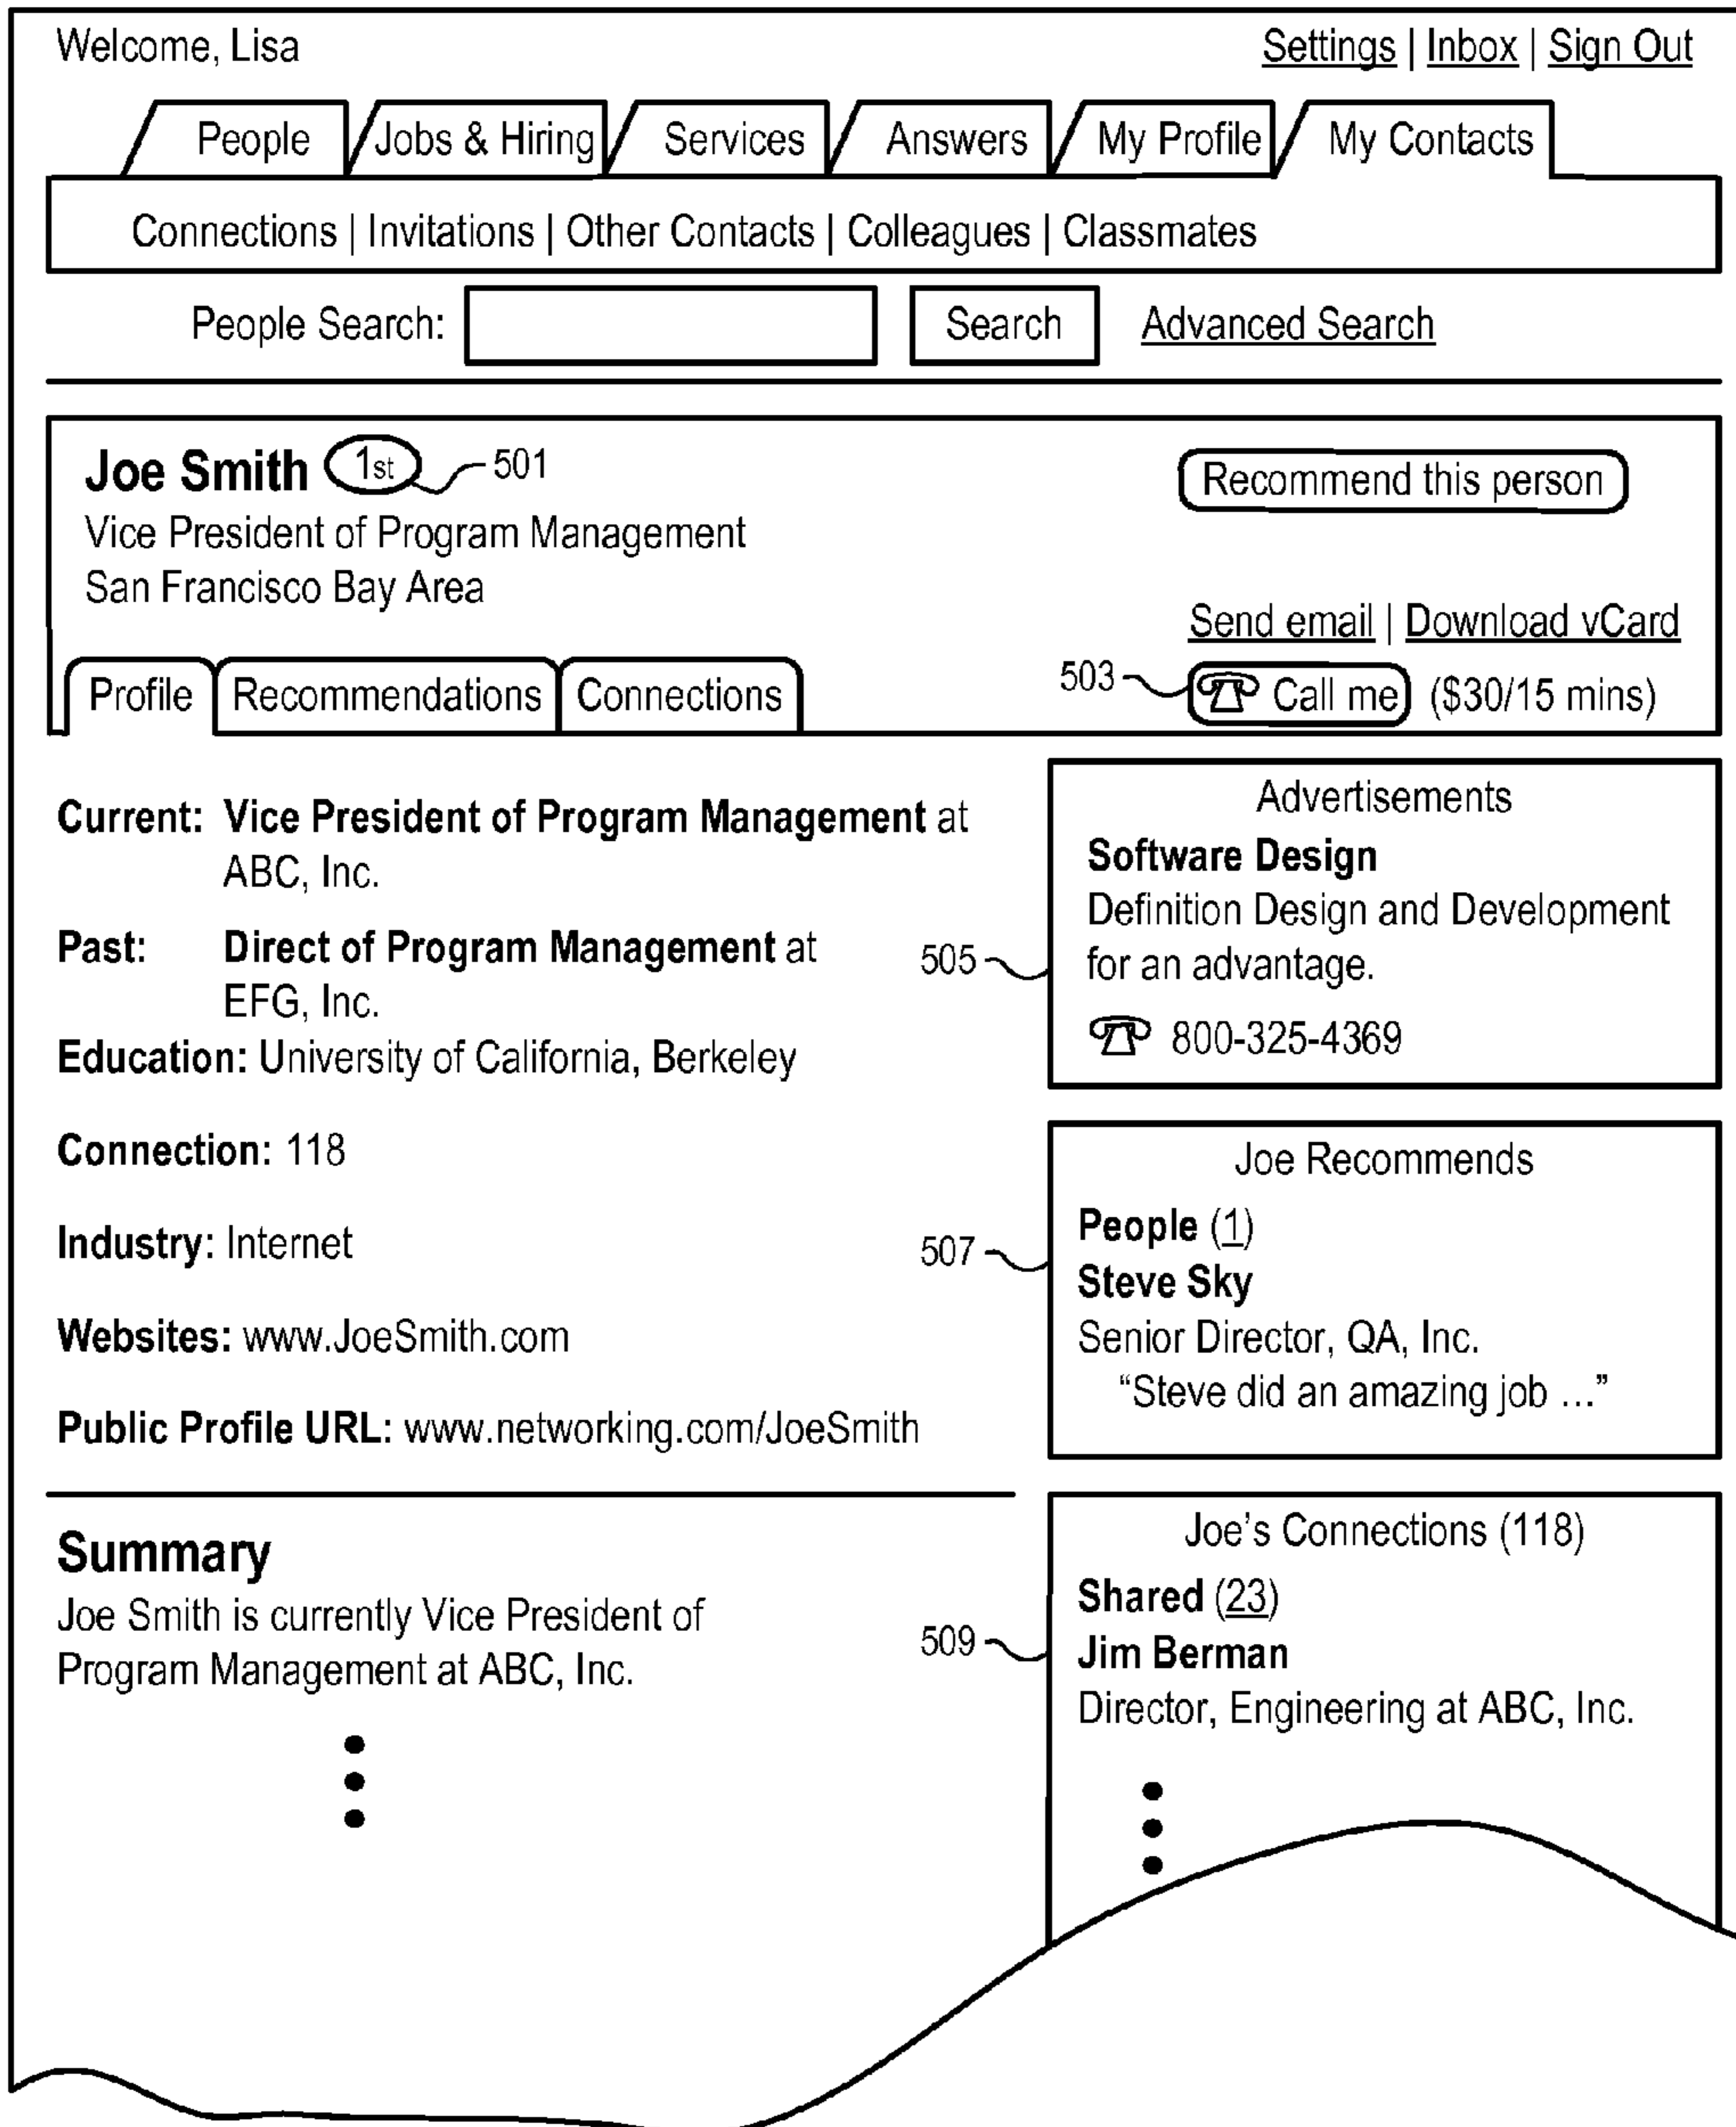 Welcome, Lisa
Settings | Inbox | Sign Out
People
Jobs & Hiring
Services
Answers
My Profile
My Contacts
Connections | Invitations | Other Contacts | Colleagues | Classmates
People Search:
Search
Advanced Search
Joe Smith 1st
501
Recommend this person
Vice President of Program Management
San Francisco Bay Area
Send email | Download vCard
503
Call me ($30/15 mins)
Profile
Recommendations
Connections
Current: Vice President of Program Management at
ABC, Inc.
Past: Direct of Program Management at
EFG, Inc.
Education: University of California, Berkeley
Connection: 118
Industry: Internet
Websites: www.JoeSmith.com
Public Profile URL: www.networking.com/JoeSmith
Summary
Joe Smith is currently Vice President of
Program Management at ABC, Inc.
505
Advertisements
Software Design
Definition Design and Development
for an advantage.
800-325-4369
507
Joe Recommends
People (1)
Steve Sky
Senior Director, QA, Inc.
“Steve did an amazing job ...”
509
Joe’s Connections (118)
Shared (23)
Jim Berman
Director, Engineering at ABC, Inc.